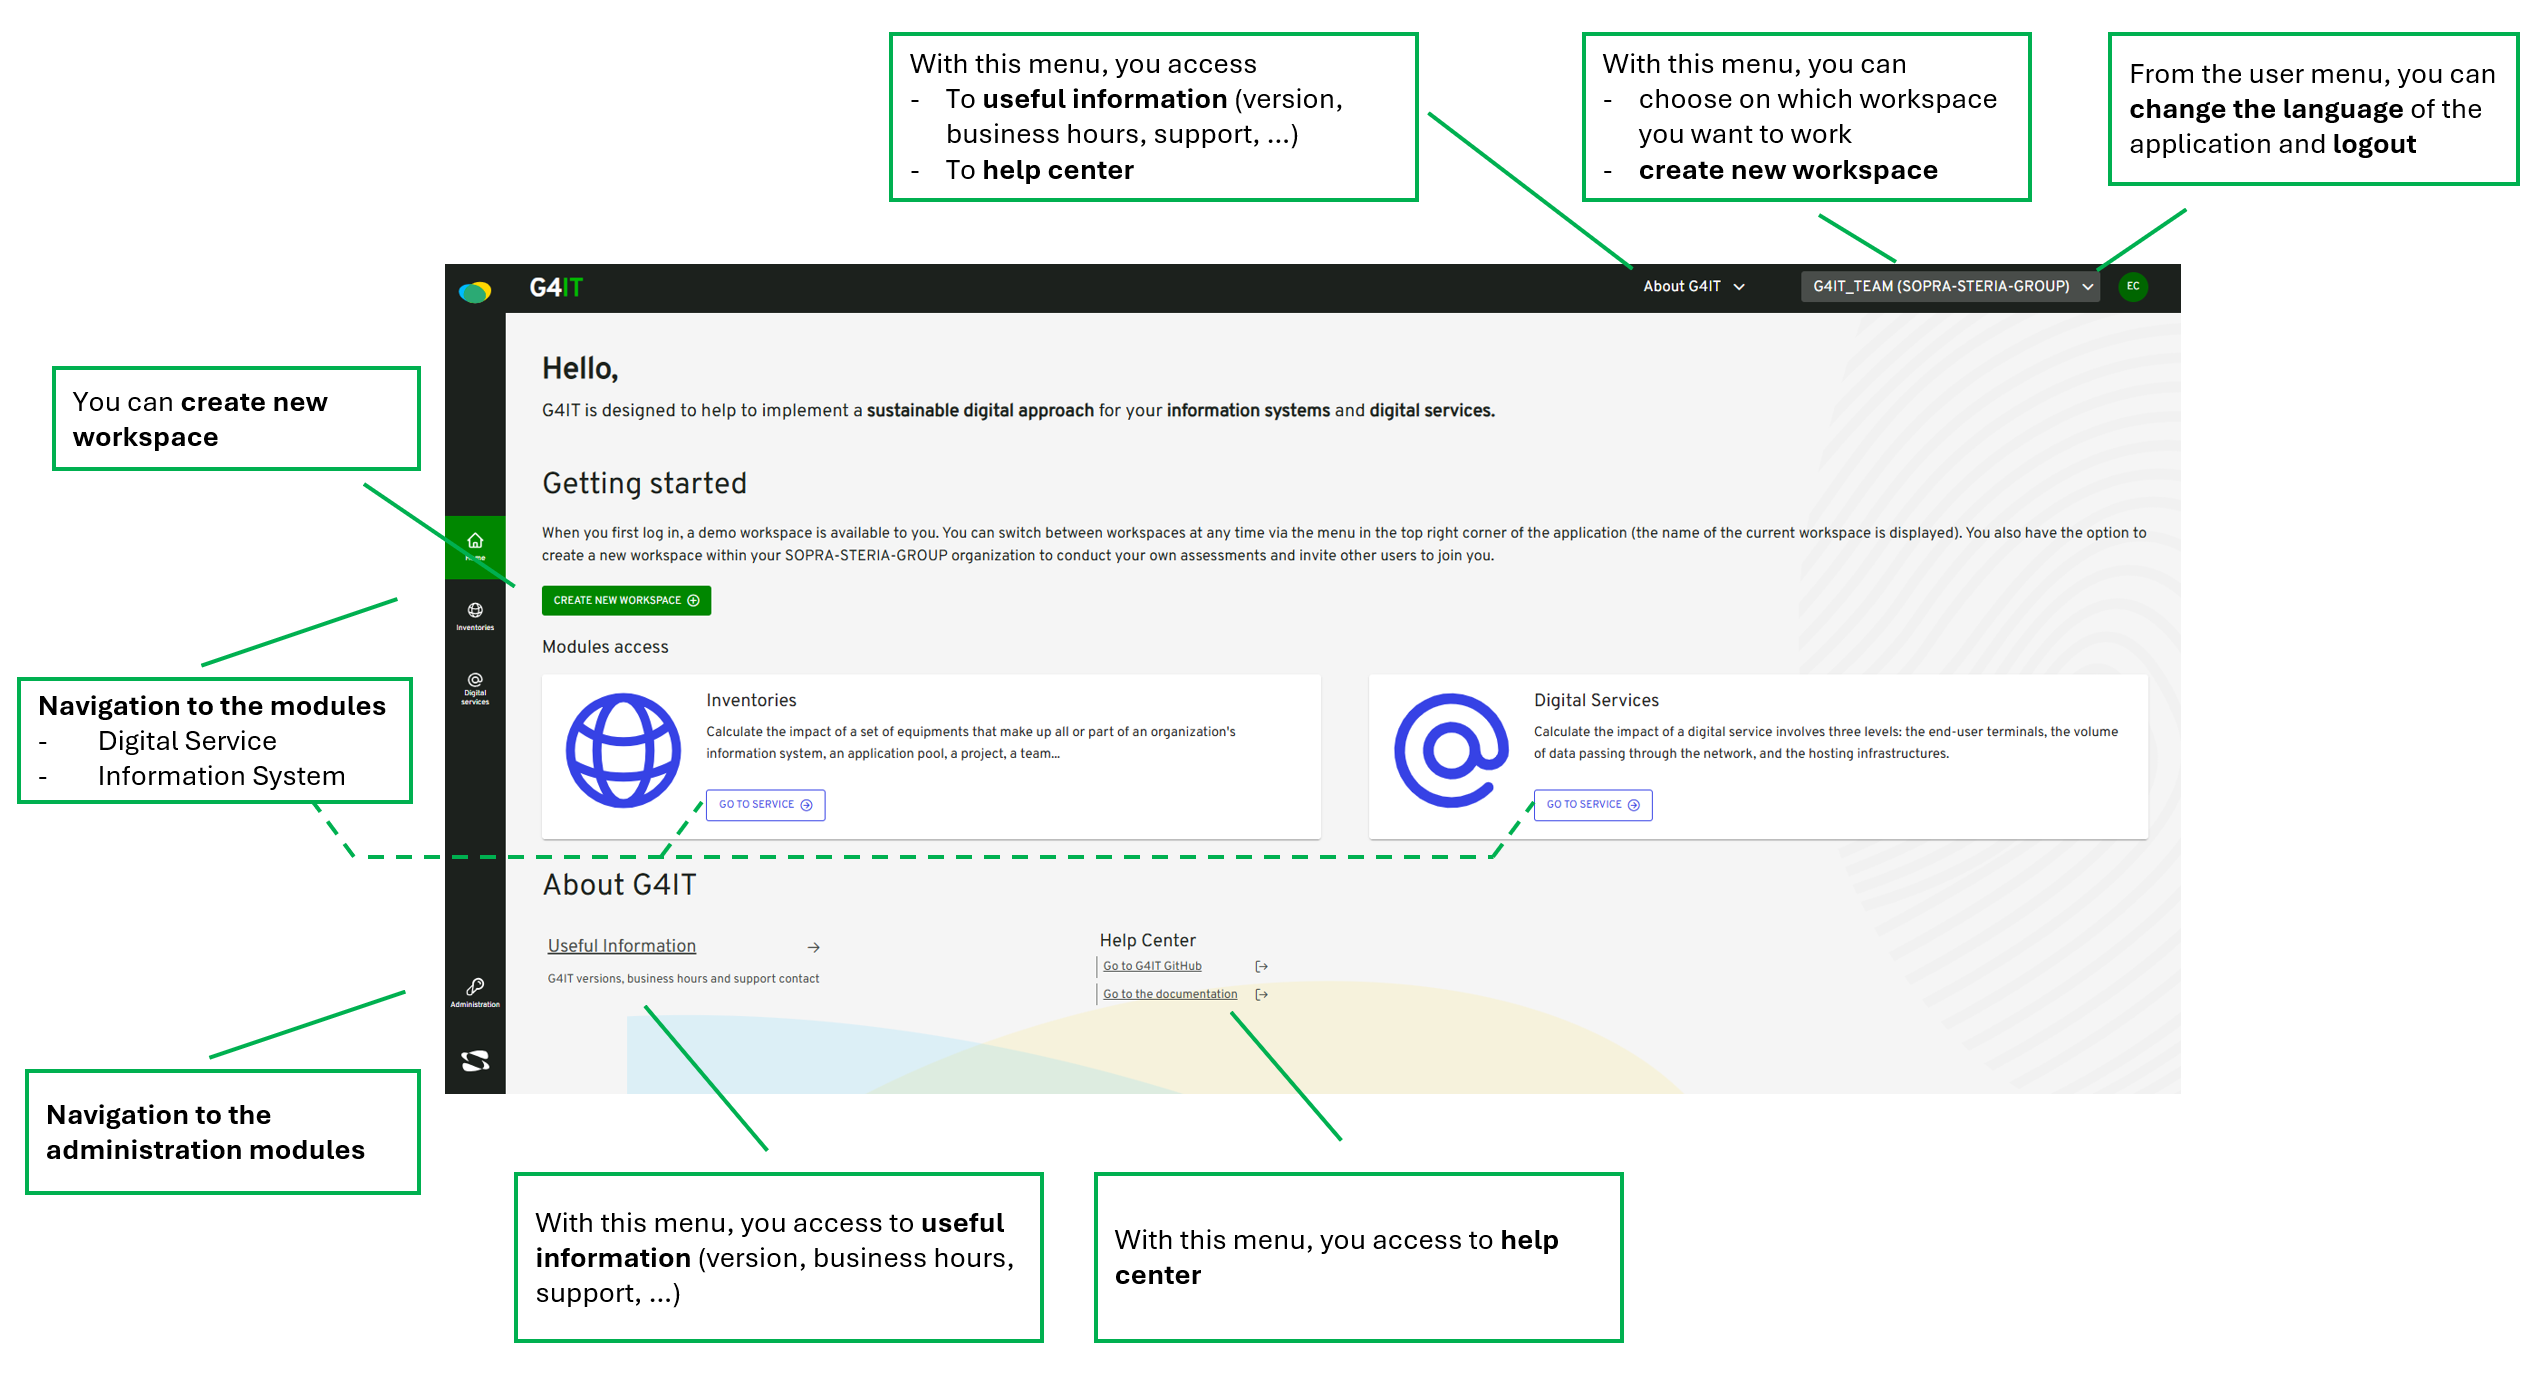 With this menu, you access
- To useful information (version,
business hours, support, ...)
- To help center
With this menu, you can
- choose on which workspace
you want to work
- create new workspace
From the user menu, you can
change the language of the
application and logout
G4IT
About G4IT
G4IT_TEAM (SOPRA-STERIA-GROUP)
EC
You can create new
workspace
Hello,
G4IT is designed to help to implement a sustainable digital approach for your information systems and digital services.
Getting started
When you first log in, a demo workspace is available to you. You can switch between workspaces at any time via the menu in the top right corner of the application (the name of the current workspace is displayed). You also have the option to
create a new workspace within your SOPRA-STERIA-GROUP organization to conduct your own assessments and invite other users to join you.
Home
CREATE NEW WORKSPACE
Inventories
Modules access
Digital
services
Navigation to the modules
- Digital Service
- Information System
Inventories
Calculate the impact of a set of equipments that make up all or part of an organization's
information system, an application pool, a project, a team...
GO TO SERVICE
Digital Services
Calculate the impact of a digital service involves three levels: the end-user terminals, the volume
of data passing through the network, and the hosting infrastructures.
GO TO SERVICE
About G4IT
Useful Information
G4IT versions, business hours and support contact
Help Center
Go to G4IT GitHub
Go to the documentation
Administration
Navigation to the
administration modules
With this menu, you access to useful
information (version, business hours,
support, ...)
With this menu, you access to help
center